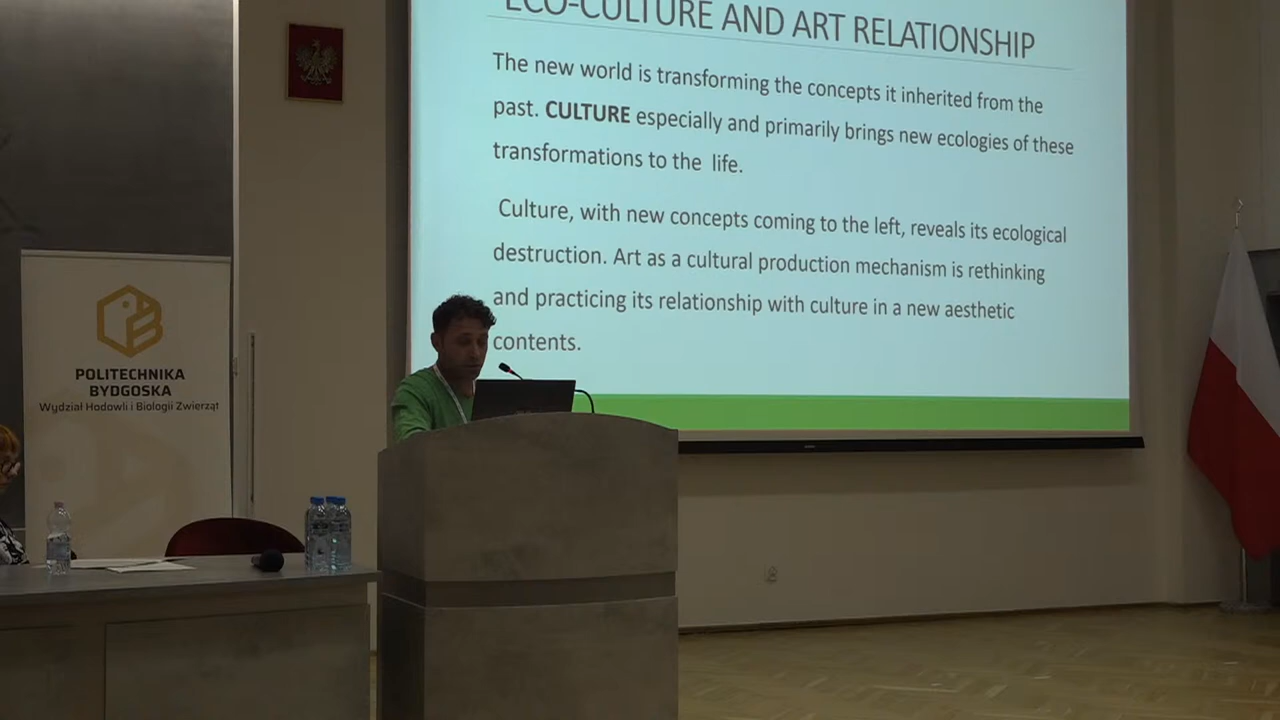 ECO-CULTURE AND ART RELATIONSHIP
The new world is transforming the concepts it inherited from the
past. CULTURE especially and primarily brings new ecologies of these
transformations to the life.
Culture, with new concepts coming to the left, reveals its ecological
destruction. Art as a cultural production mechanism is rethinking
and practicing its relationship with culture in a new aesthetic
contents.
POLITECHNIKA
BYDGOSKA
Wydział Hodowli i Biologii Zwierząt